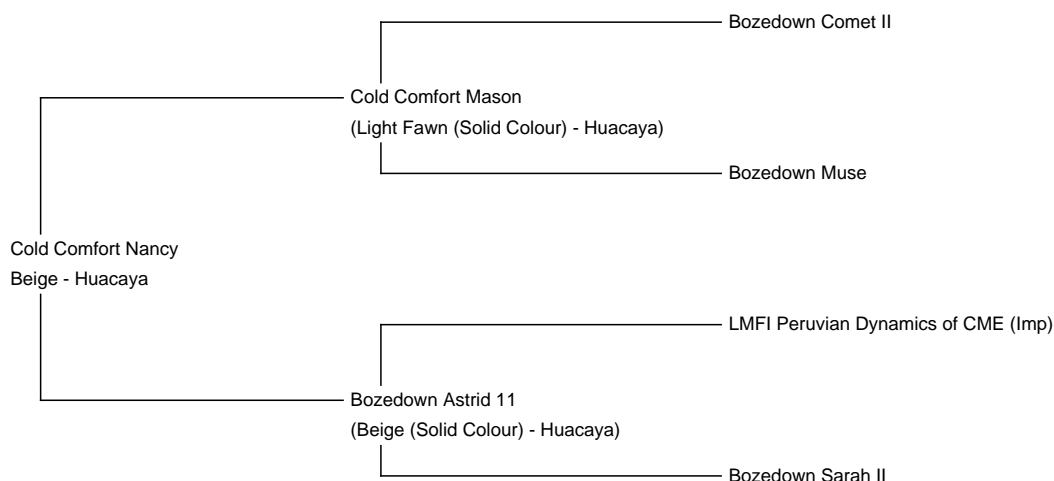 Bozedown Comet II
Cold Comfort Mason
(Light Fawn (Solid Colour) - Huacaya)
Bozedown Muse
Cold Comfort Nancy
Beige - Huacaya
LMFI Peruvian Dynamics of CME (Imp)
Bozedown Astrid 11
(Beige (Solid Colour) - Huacaya)
Bozedown Sarah II